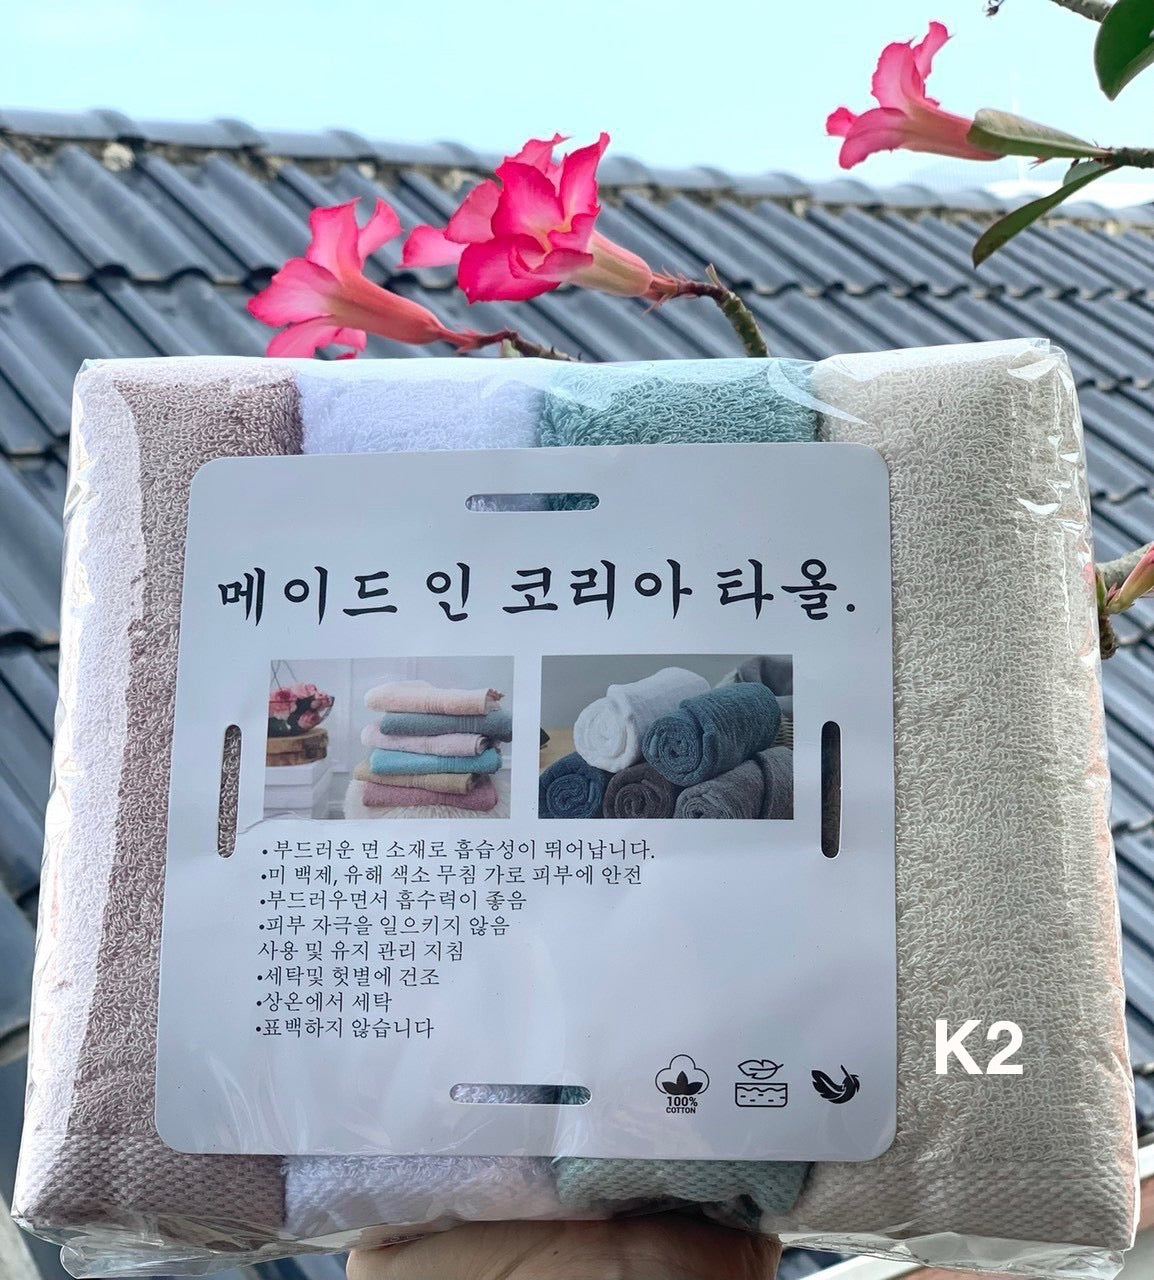 메이드 인 코리아 타올.
• 부드러운 면 소재로 흡습성이 뛰어납니다.
•미 백제, 유해 색소 무침 가로 피부에 안전
•부드러우면서 흡수력이 좋음
•피부 자극을 일으키지 않음
사용 및 유지 관리 지침
•세탁및 헛별에 건조
•상온에서 세탁
•표백하지 않습니다
K2
100%
COTTON